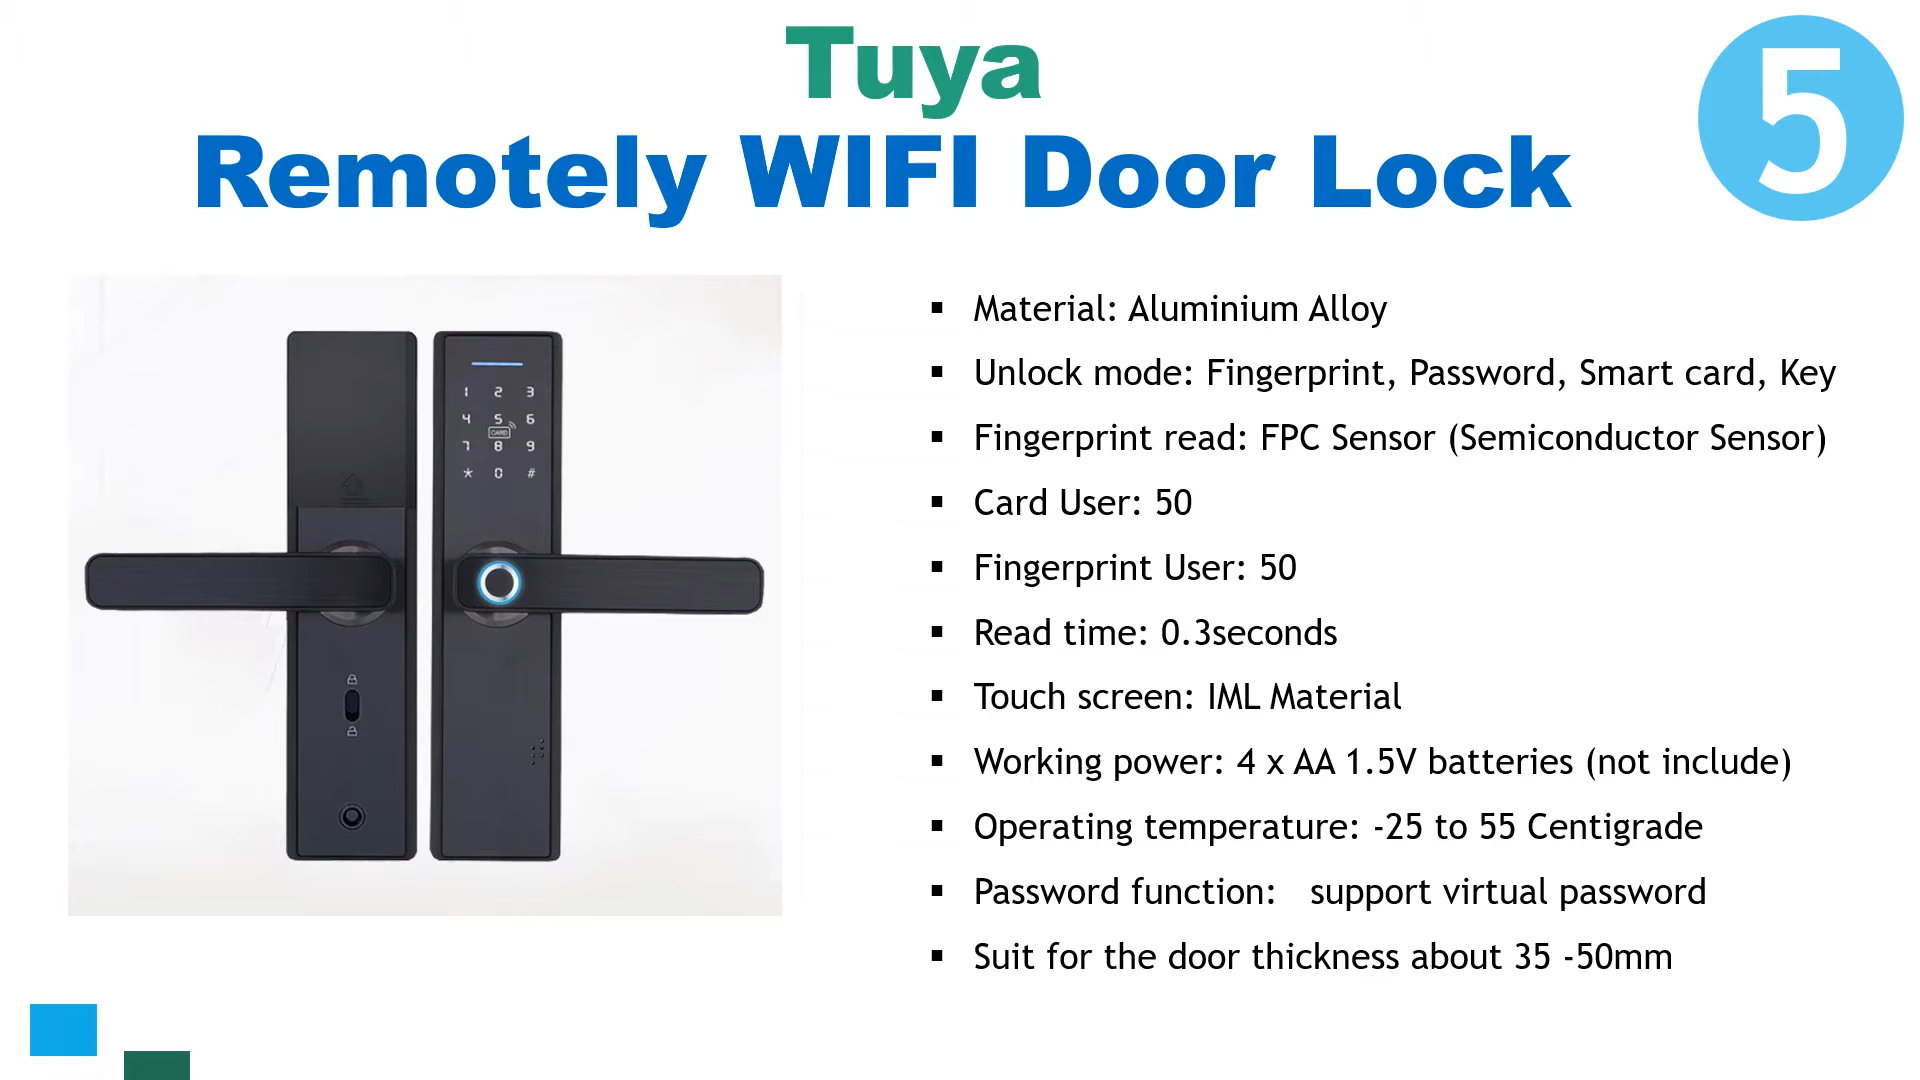 Tuya
5
Remotely WIFI Door Lock
1 2 3
4 5 6
CARD
7 8 9
* 0 #
▪ Material: Aluminium Alloy
▪ Unlock mode: Fingerprint, Password, Smart card, Key
▪ Fingerprint read: FPC Sensor (Semiconductor Sensor)
▪ Card User: 50
▪ Fingerprint User: 50
▪ Read time: 0.3seconds
▪ Touch screen: IML Material
▪ Working power: 4 x AA 1.5V batteries (not include)
▪ Operating temperature: -25 to 55 Centigrade
▪ Password function:   support virtual password
▪ Suit for the door thickness about 35 -50mm